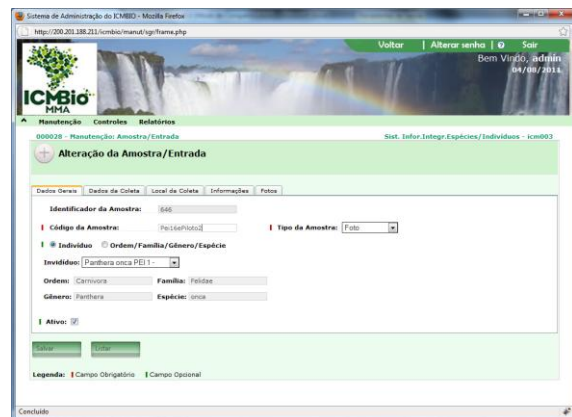 Sistema de Administração do ICMBIO - Mozilla Firefox
http://200.201.188.211/icmbio/manut/sgr/frame.php
Voltar | Alterar senha | Sair
Bem Vindo, admin
04/08/2011
ICMBio
MMA
Manutenção Controles Relatórios
000028 - Manutenção: Amostra/Entrada Sist. Infor.Integr.Espécies/Indivíduos - icm003
Alteração da Amostra/Entrada
Dados Gerais Dados da Coleta Local da Coleta Informações Fotos
Identificador da Amostra: 646
Código da Amostra: Pei16ePiloto2 Tipo da Amostra: Foto
Indivíduo Ordem/Família/Gênero/Espécie
Invidíduo: Panthera onca PEI 1 -
Ordem: Carnivora Família: Felidae
Gênero: Panthera Espécie: onca
Ativo:
Salvar Listar
Legenda: Campo Obrigatório Campo Opcional
Concluído